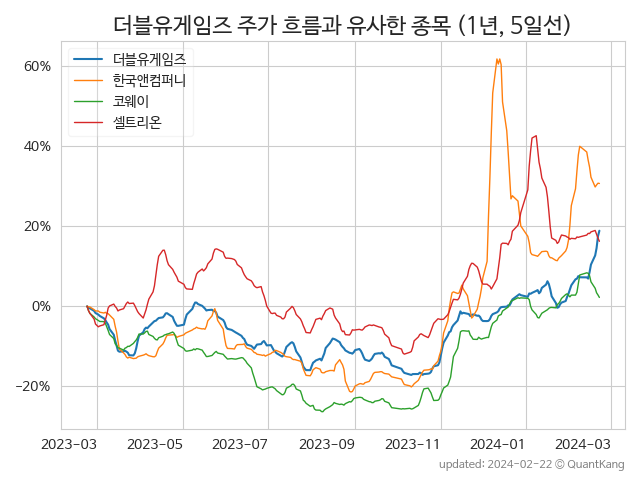 더블유게임즈 주가 흐름과 유사한 종목 (1년, 5일선)
더블유게임즈
한국앤컴퍼니
코웨이
셀트리온
60%
40%
20%
0%
−20%
2023-03 2023-05 2023-07 2023-09 2023-11 2024-01 2024-03
updated: 2024-02-22 © QuantKang